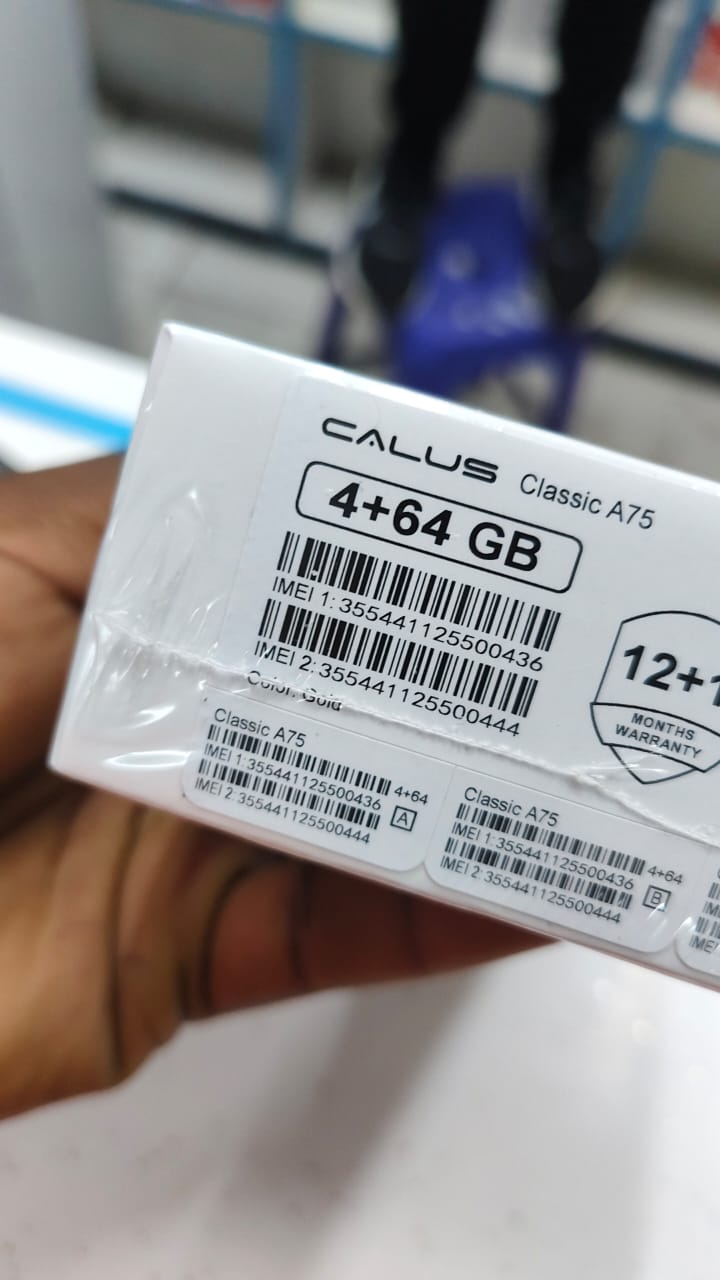 CALUS Classic A75
4+64 GB
IMEI 1: 355441125500436
IMEI 2: 355441125500444
Color: Gold
12+1
MONTHS
WARRANTY
Classic A75
IMEI 1:355441125500436 4+64
IMEI 2:355441125500444 A
Classic A75
IMEI 1:355441125500436 4+64
IMEI 2:355441125500444 B
IME